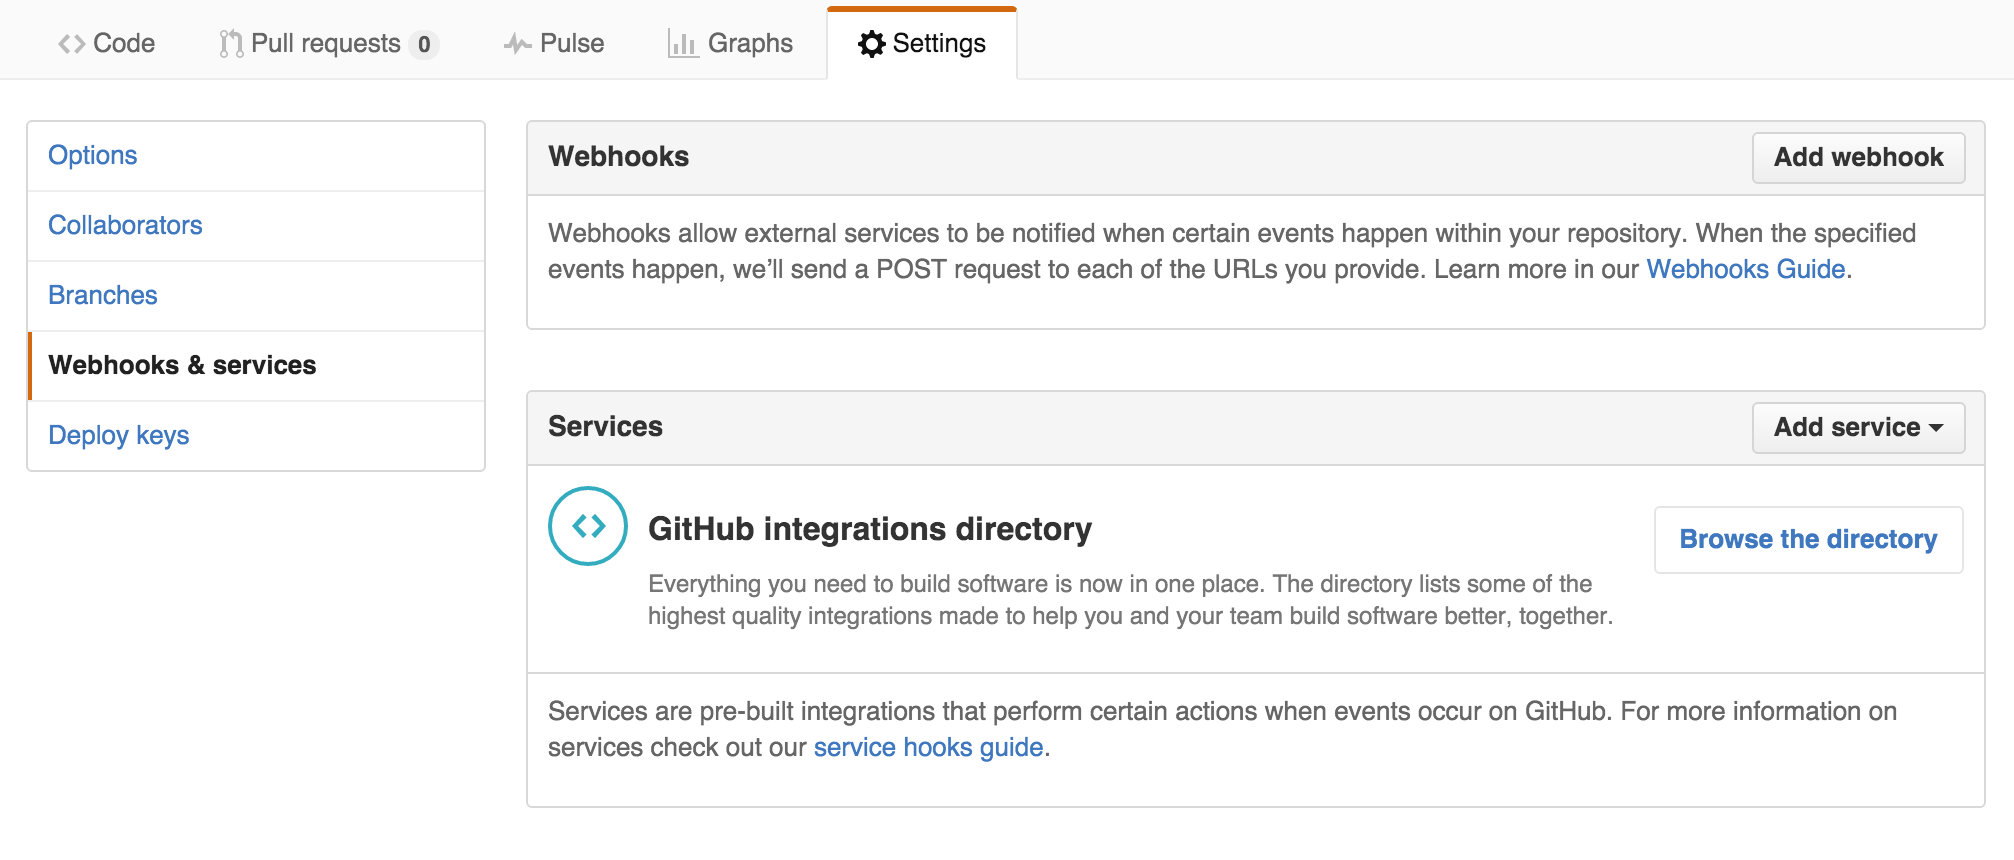 Code Pull requests 0 Pulse Graphs Settings
Options
Collaborators
Branches
Webhooks & services
Deploy keys
Webhooks Add webhook
Webhooks allow external services to be notified when certain events happen within your repository. When the specified
events happen, we’ll send a POST request to each of the URLs you provide. Learn more in our Webhooks Guide.
Services Add service
GitHub integrations directory
Browse the directory
Everything you need to build software is now in one place. The directory lists some of the
highest quality integrations made to help you and your team build software better, together.
Services are pre-built integrations that perform certain actions when events occur on GitHub. For more information on
services check out our service hooks guide.